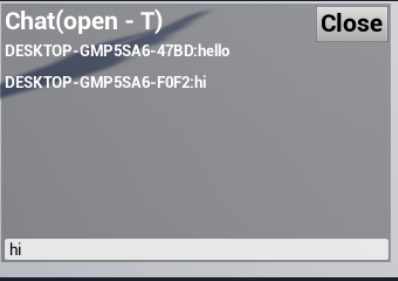 Chat(open - T)
Close
DESKTOP-GMP5SA6-47BD:hello
DESKTOP-GMP5SA6-F0F2:hi
hi